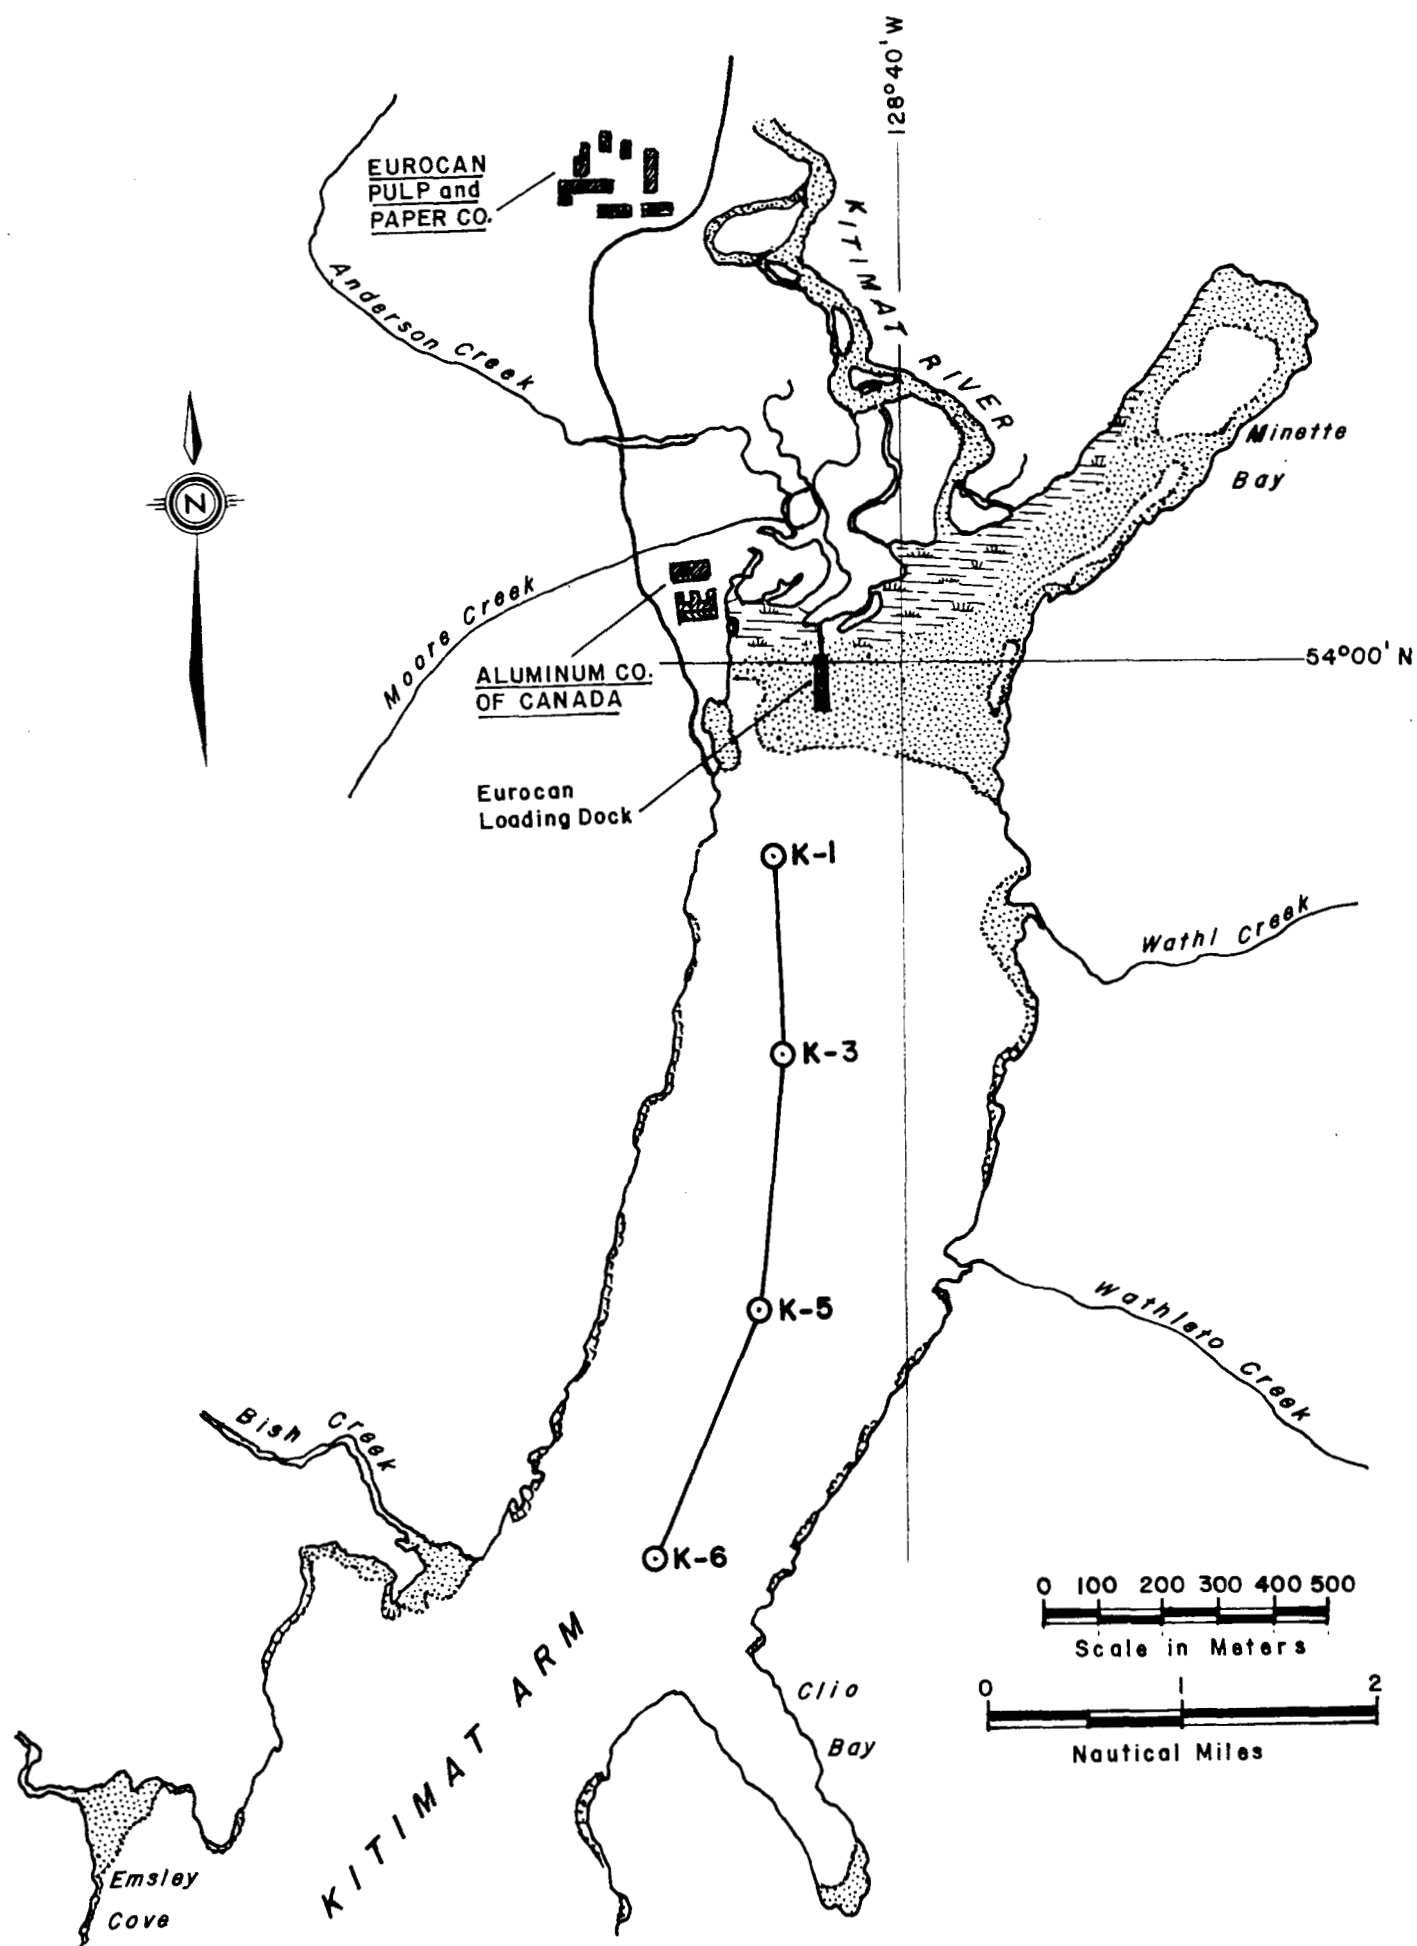 128°40'W
EUROCAN
PULP and
PAPER CO.
KITIMAT RIVER
Anderson Creek
Minette
Bay
N
Moore Creek
54°00' N
ALUMINUM CO.
OF CANADA
Eurocan
Loading Dock
K-1
Wathl Creek
K-3
Wathleto Creek
K-5
Bish Creek
K-6
0 100 200 300 400 500
Scale in Meters
KITIMAT ARM
Clio
Bay
0 1 2
Nautical Miles
Emsley
Cove